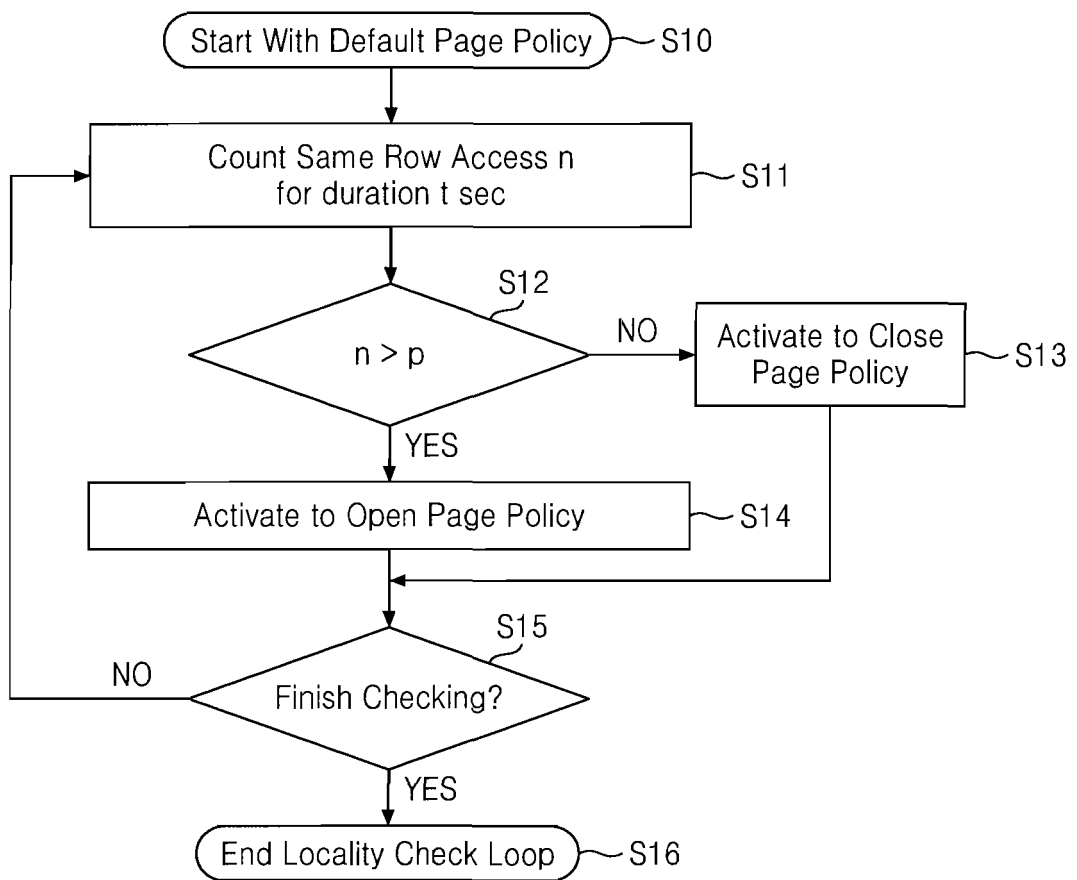 Start With Default Page Policy
S10
Count Same Row Access n
for duration t sec
S11
S12
n > p
NO
Activate to Close
Page Policy
S13
YES
Activate to Open Page Policy
S14
S15
NO
Finish Checking?
YES
End Locality Check Loop
S16